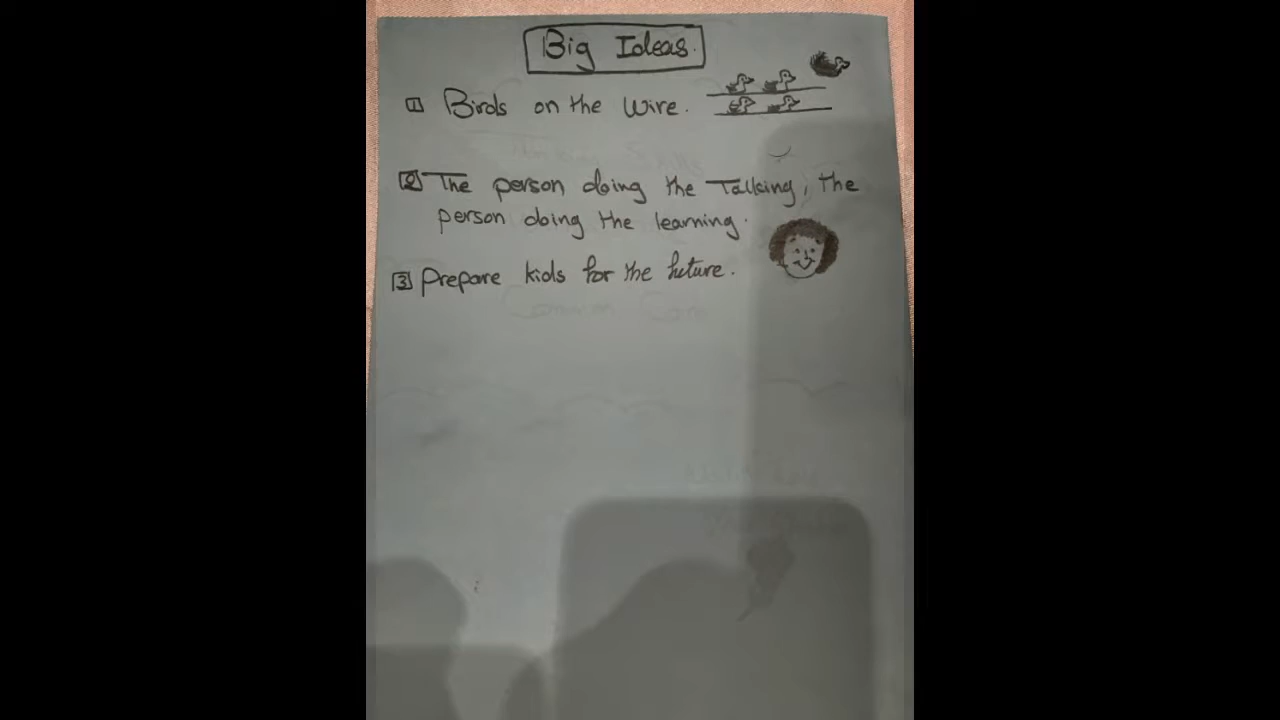 Big Ideas.
1 Birds on the Wire.
2 The person doing the Talking, the
person doing the learning.
3 Prepare kids for the future.